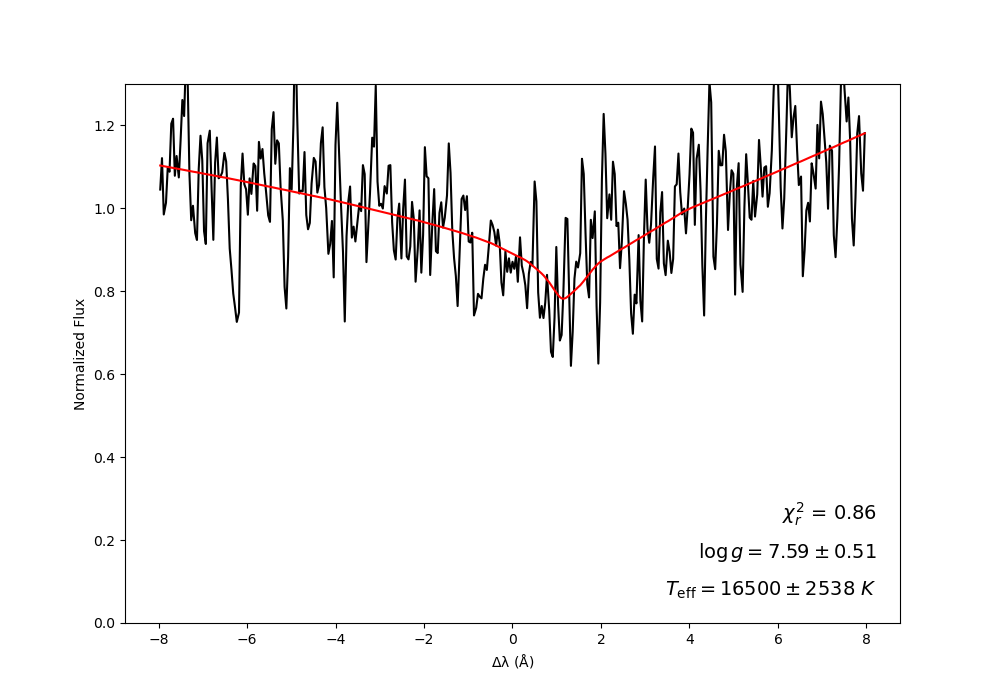 1.2
1.0
0.8
0.6
0.4
0.2
0.0
Normalized Flux
χ²ᵣ = 0.86
log g = 7.59 ± 0.51
T_eff = 16500 ± 2538 K
−8 −6 −4 −2 0 2 4 6 8
Δλ (Å)